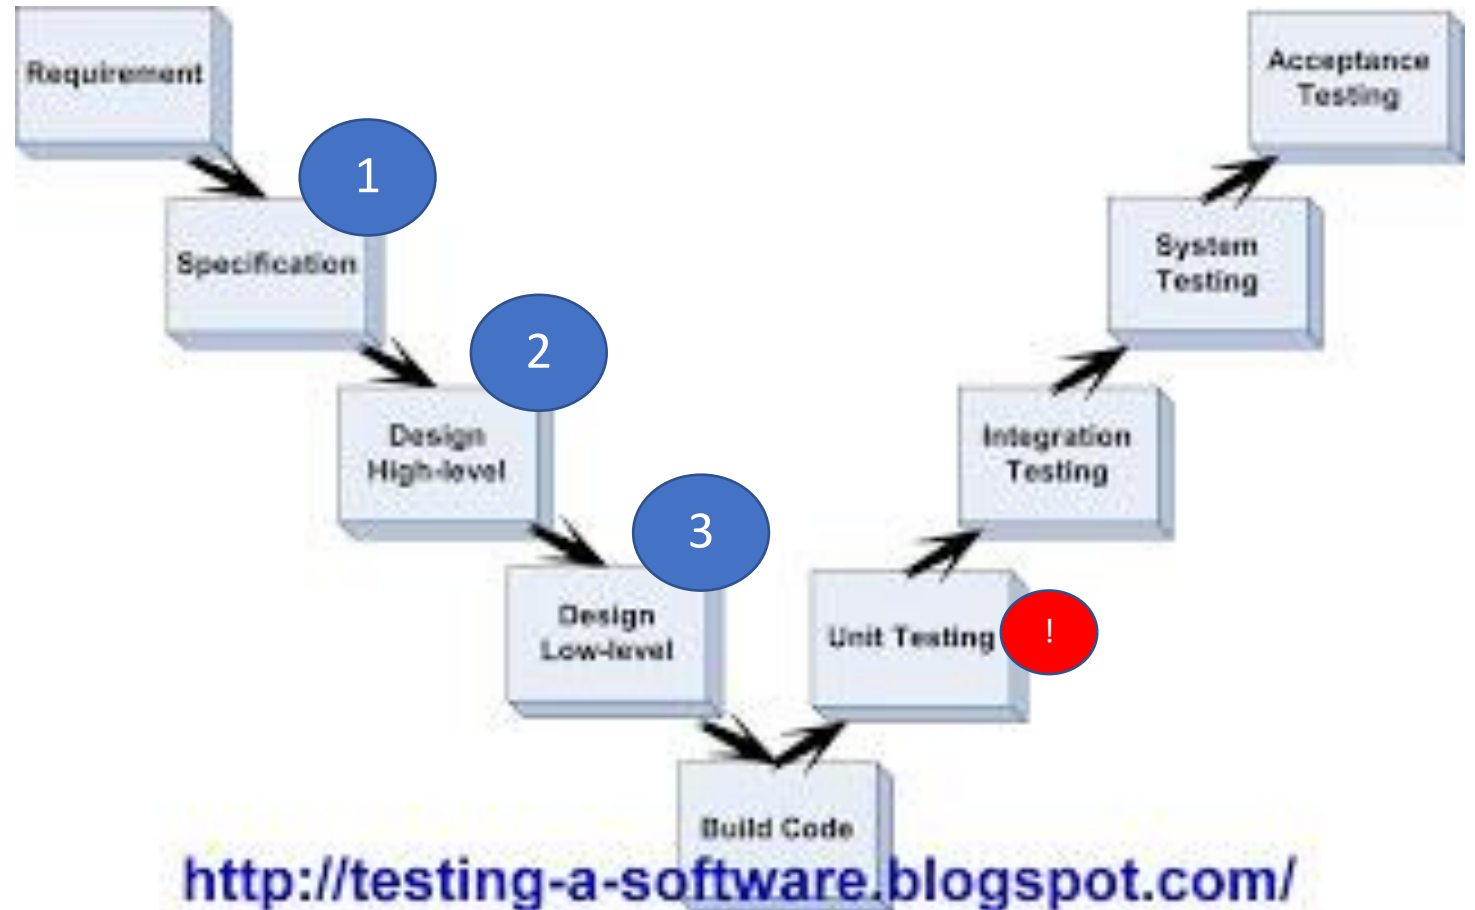 Requirement
Acceptance
Testing
1
Specification
System
Testing
2
Design
High-level
Integration
Testing
3
Design
Low-level
Unit Testing
!
Build Code
http://testing-a-software.blogspot.com/